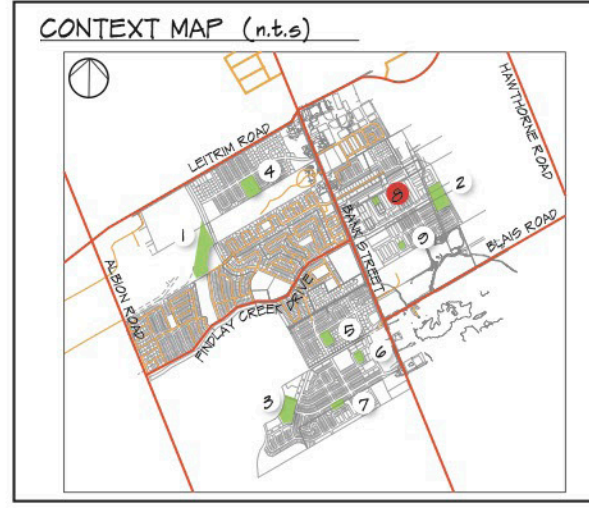 CONTEXT MAP (n.t.s)
HAWTHORNE ROAD
LEITRIM ROAD
4
8
2
1
BANK STREET
9
BLAIS ROAD
ALBION ROAD
FINDLAY CREEK DRIVE
5
6
3
7